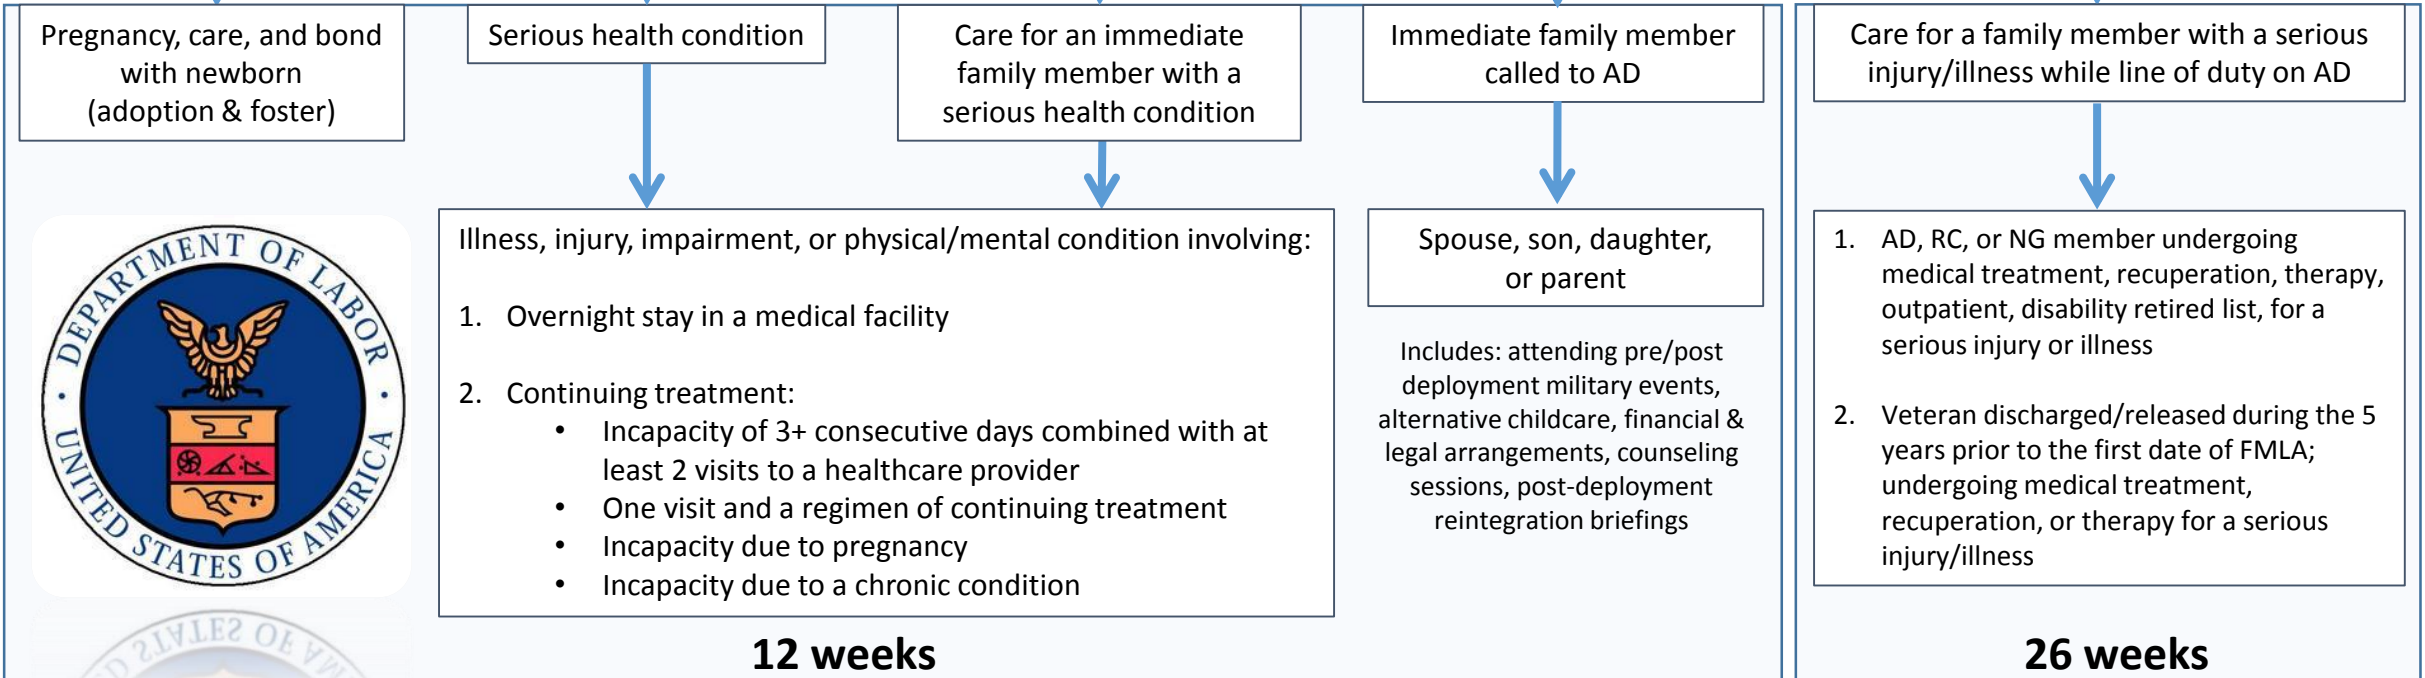 Pregnancy, care, and bond
with newborn
(adoption & foster)
Serious health condition
Care for an immediate
family member with a
serious health condition
Immediate family member
called to AD
Care for a family member with a serious
injury/illness while line of duty on AD
DEPARTMENT OF LABOR
UNITED STATES OF AMERICA
Illness, injury, impairment, or physical/mental condition involving:
1. Overnight stay in a medical facility
2. Continuing treatment:
• Incapacity of 3+ consecutive days combined with at
least 2 visits to a healthcare provider
• One visit and a regimen of continuing treatment
• Incapacity due to pregnancy
• Incapacity due to a chronic condition
Spouse, son, daughter,
or parent
Includes: attending pre/post
deployment military events,
alternative childcare, financial &
legal arrangements, counseling
sessions, post-deployment
reintegration briefings
1. AD, RC, or NG member undergoing
medical treatment, recuperation, therapy,
outpatient, disability retired list, for a
serious injury or illness
2. Veteran discharged/released during the 5
years prior to the first date of FMLA;
undergoing medical treatment,
recuperation, or therapy for a serious
injury/illness
12 weeks
26 weeks